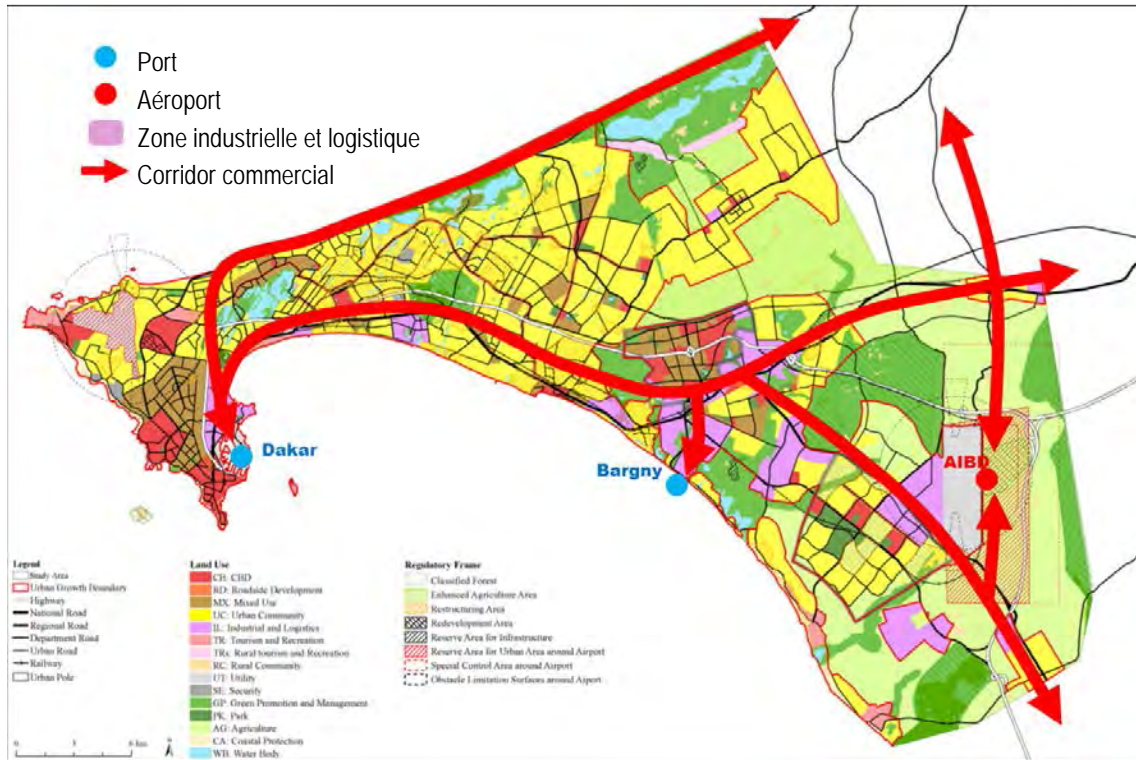 Port
Aéroport
Zone industrielle et logistique
Corridor commercial
Dakar
Bargny
AIBD
Legend
Study Area
Urban Growth Boundary
Highway
National Road
Regional Road
Department Road
Urban Road
Railway
Urban Pole
Land Use
CH: CBD
RD: Roadside Development
MX: Mixed Use
UC: Urban Community
IL: Industrial and Logistics
TR: Tourism and Recreation
TRs: Rural tourism and Recreation
RC: Rural Community
UT: Utility
SE: Security
GP: Green Promotion and Management
PK: Park
AG: Agriculture
CA: Coastal Protection
WB: Water Body
Regulatory Frame
Classified Forest
Enhanced Agriculture Area
Restructuring Area
Redevelopment Area
Reserve Area for Infrastructure
Reserve Area for Urban Area around Airport
Special Control Area around Airport
Obstacle Limitation Surfaces around Aiport